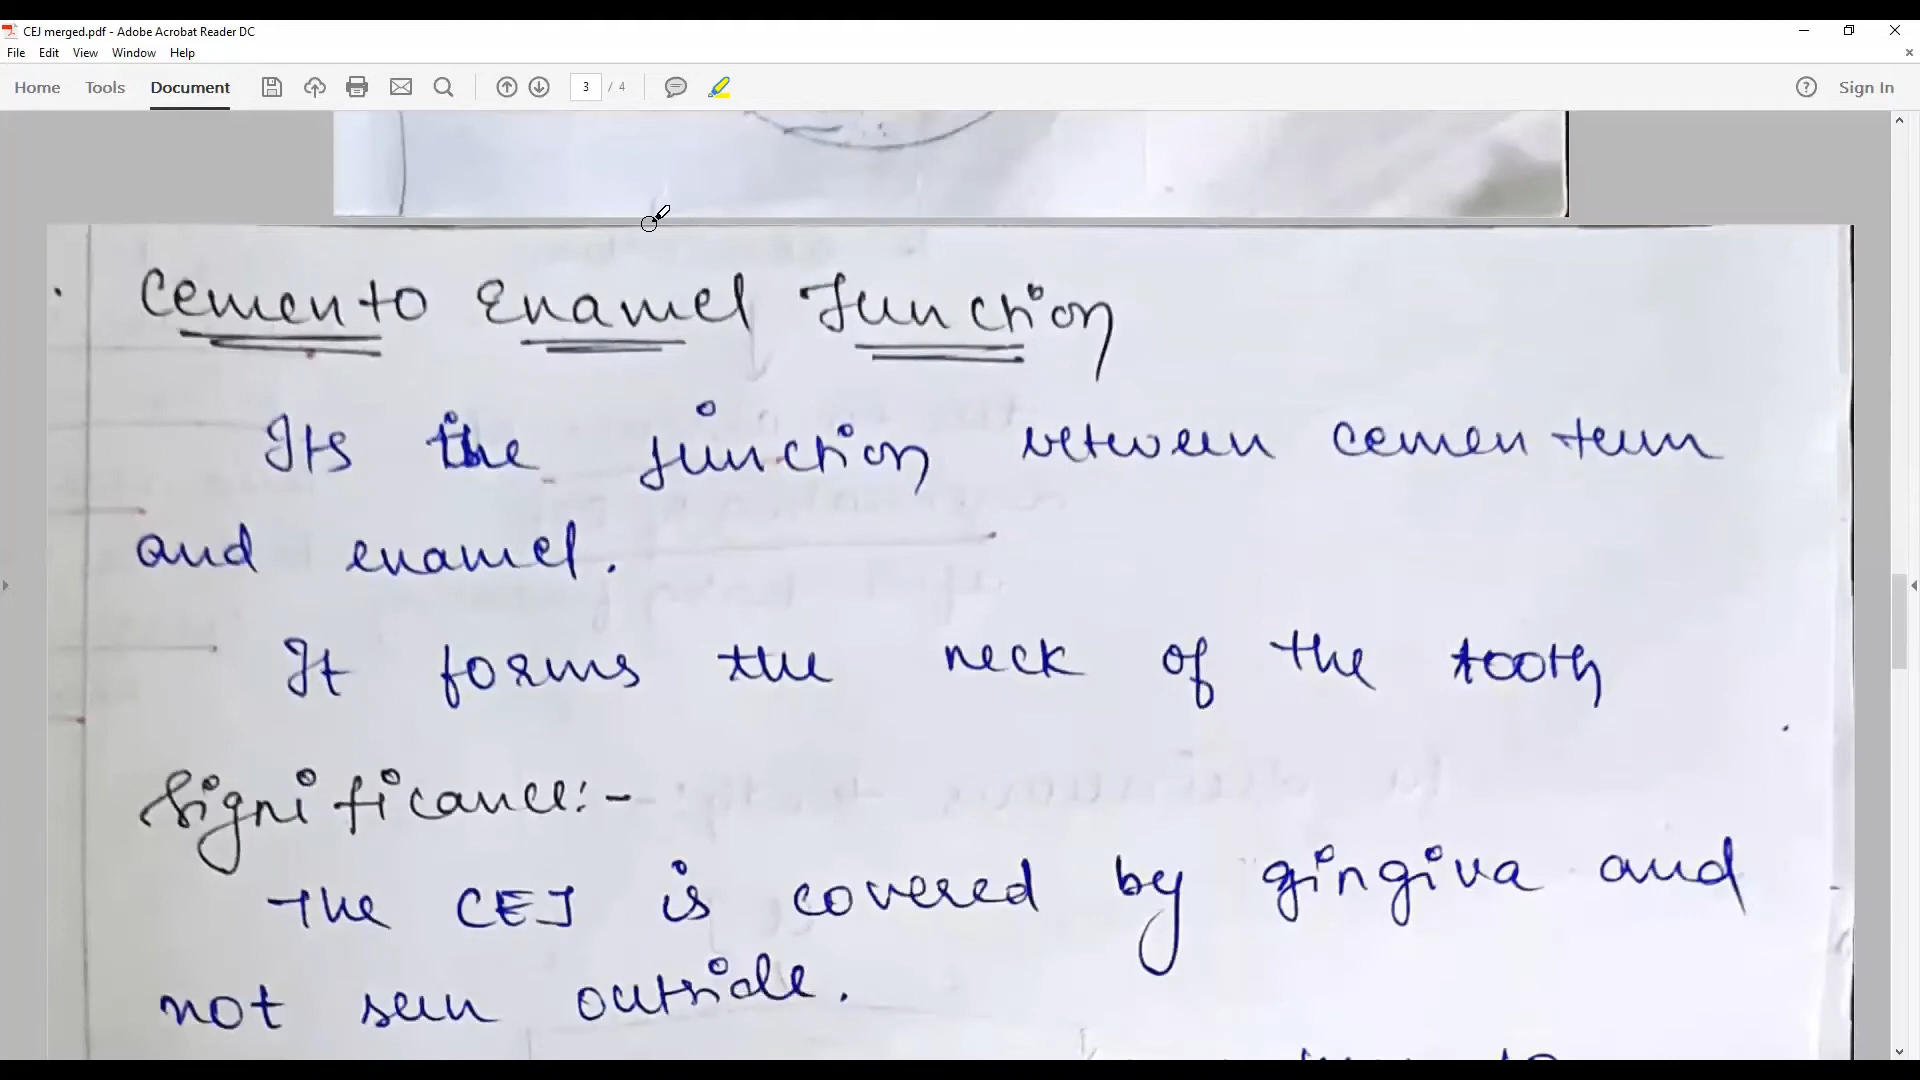 CEJ merged.pdf - Adobe Acrobat Reader DC
File Edit View Window Help
Home Tools Document 3 / 4 Sign In
Cemento Enamel Junction
Its the junction between cementum
and enamel.
It forms the neck of the tooth
Significance:-
The CEJ is covered by gingiva and
not seen outside.